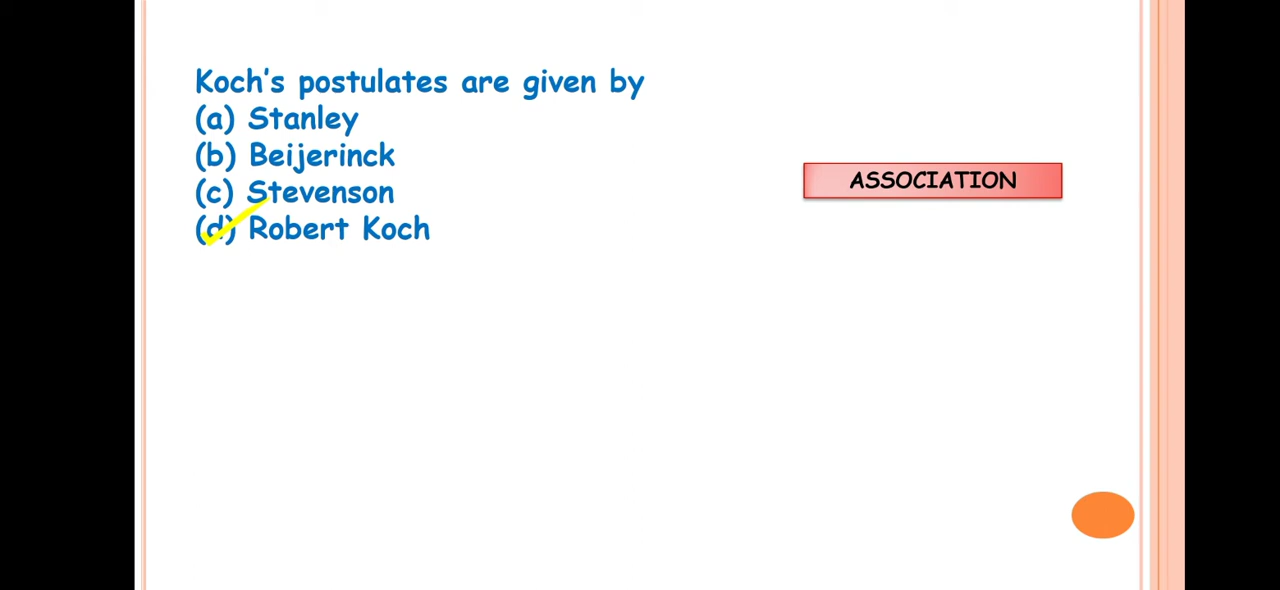 Koch's postulates are given by
(a) Stanley
(b) Beijerinck
(c) Stevenson
(d) Robert Koch
ASSOCIATION